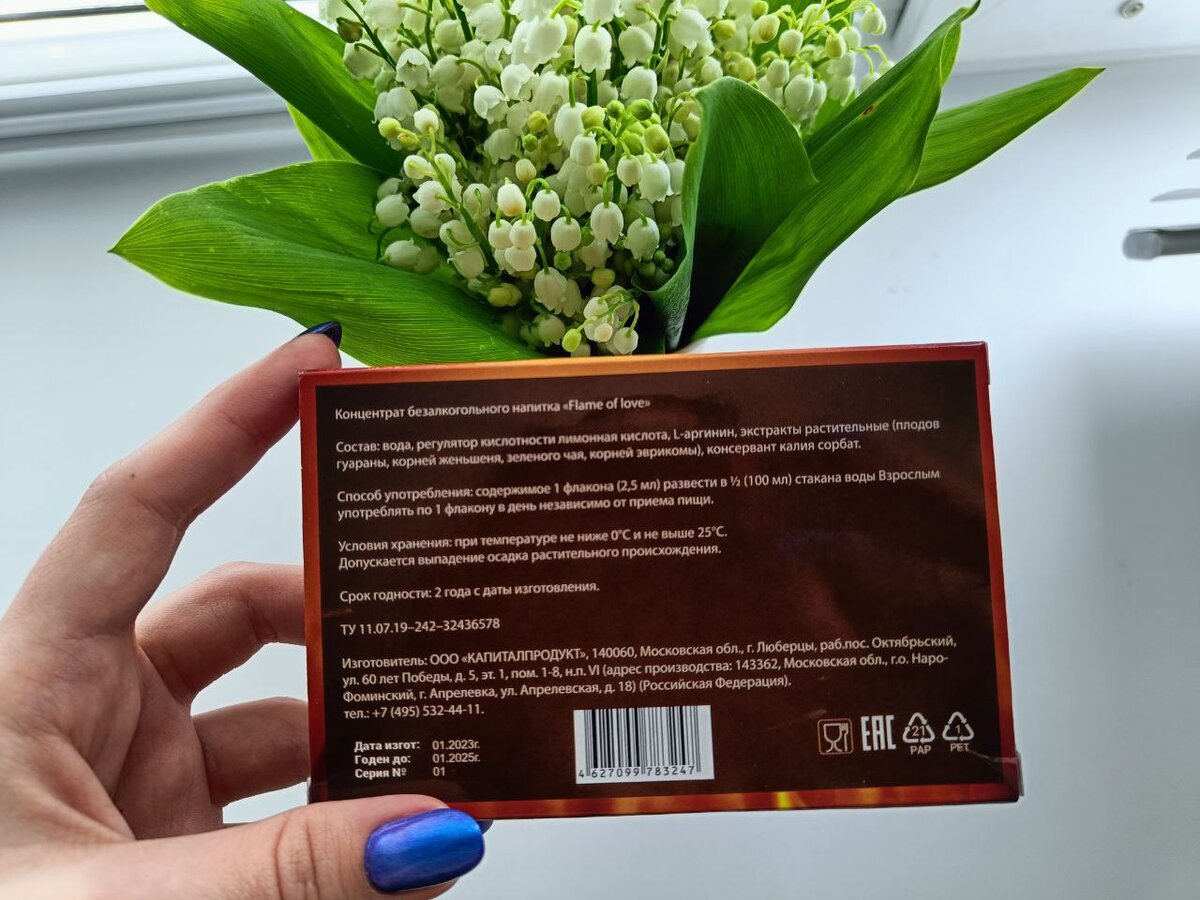 Концентрат безалкогольного напитка «Flame of love»
Состав: вода, регулятор кислотности лимонная кислота, L-аргинин, экстракты растительные (плодов
гуараны, корней женьшеня, зеленого чая, корней эврикомы), консервант калия сорбат.
Способ употребления: содержимое 1 флакона (2,5 мл) развести в ½ (100 мл) стакана воды Взрослым
употреблять по 1 флакону в день независимо от приема пищи.
Условия хранения: при температуре не ниже 0°С и не выше 25°С.
Допускается выпадение осадка растительного происхождения.
Срок годности: 2 года с даты изготовления.
ТУ 11.07.19–242–32436578
Изготовитель: ООО «КАПИТАЛПРОДУКТ», 140060, Московская обл., г. Люберцы, раб.пос. Октябрьский,
ул. 60 лет Победы, д. 5, эт. 1, пом. 1-8, н.п. VI (адрес производства: 143362, Московская обл., г.о. Наро-
Фоминский, г. Апрелевка, ул. Апрелевская, д. 18) (Российская Федерация).
тел.: +7 (495) 532-44-11.
Дата изгот: 01.2023г.
Годен до: 01.2025г.
Серия № 01
4 627099 783247
EAC
21
PAP
1
PET